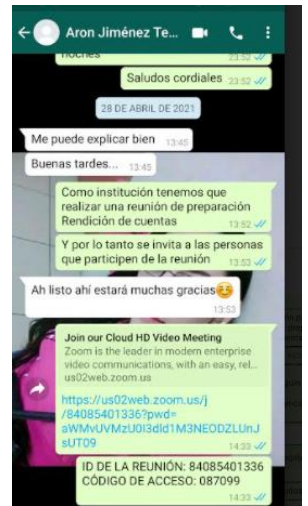 Aron Jiménez Te...
noches
23:52
Saludos cordiales 23:52
28 DE ABRIL DE 2021
Me puede explicar bien 13:45
Buenas tardes... 13:45
Como institución tenemos que
realizar una reunión de preparación
Rendición de cuentas 13:52
Y por lo tanto se invita a las personas
que participen de la reunión 13:53
Ah listo ahí estará muchas gracias😊
13:53
Join our Cloud HD Video Meeting
Zoom is the leader in modern enterprise
video communications, with an easy, rel...
us02web.zoom.us
https://us02web.zoom.us/j
/84085401336?pwd=
aWMvUVMzU0I3dld1M3NEODZLUnJ
sUT09 14:33
ID DE LA REUNIÓN: 84085401336
CÓDIGO DE ACCESO: 087099
14:33